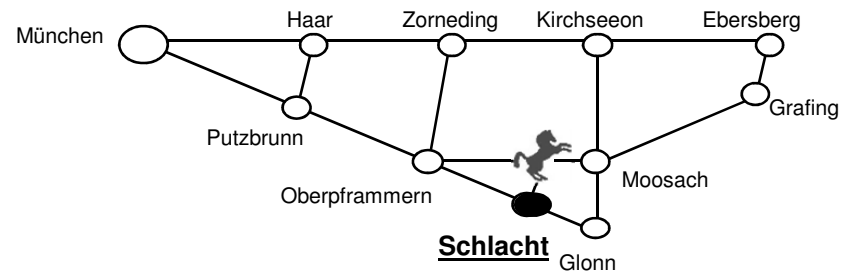 München
Haar
Zorneding
Kirchseeon
Ebersberg
Grafing
Putzbrunn
Moosach
Oberpframmern
Schlacht
Glonn